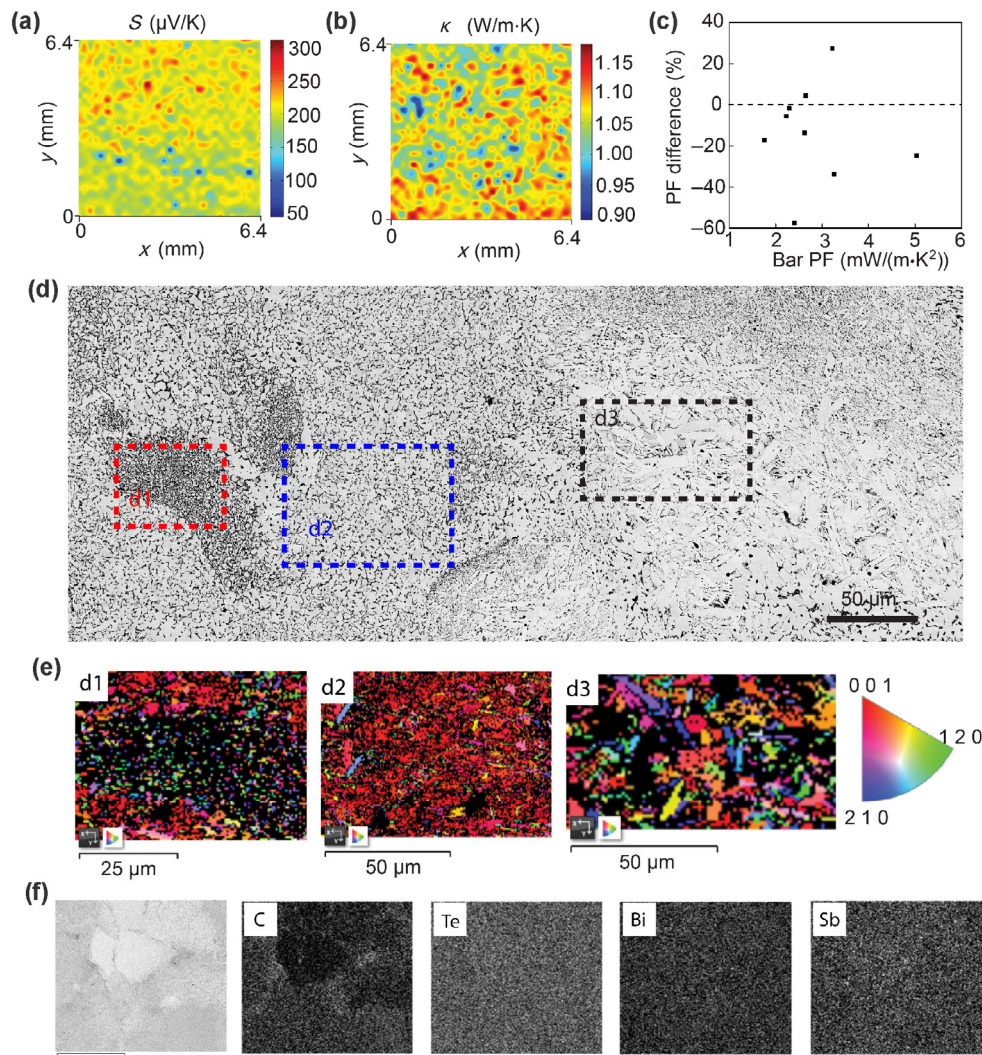 (a)
S (µV/K)
6.4
y (mm)
0
0
x (mm)
6.4
300
250
200
150
100
50
(b)
κ (W/m·K)
6.4
y (mm)
0
0
x (mm)
6.4
1.15
1.10
1.05
1.00
0.95
0.90
(c)
PF difference (%)
40
20
0
−20
−40
−60
1 2 3 4 5 6
Bar PF (mW/(m·K²))
(d)
d1
d2
d3
50 µm
(e)
d1
d2
d3
0 0 1
1 2 0
2 1 0
X
Y
X
Y
X
Y
25 µm
50 µm
50 µm
(f)
C
Te
Bi
Sb